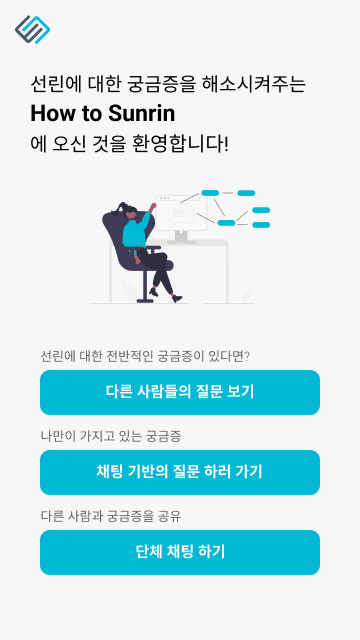 선린에 대한 궁금증을 해소시켜주는
How to Sunrin
에 오신 것을 환영합니다!
선린에 대한 전반적인 궁금증이 있다면?
다른 사람들의 질문 보기
나만이 가지고 있는 궁금증
채팅 기반의 질문 하러 가기
다른 사람과 궁금증을 공유
단체 채팅 하기